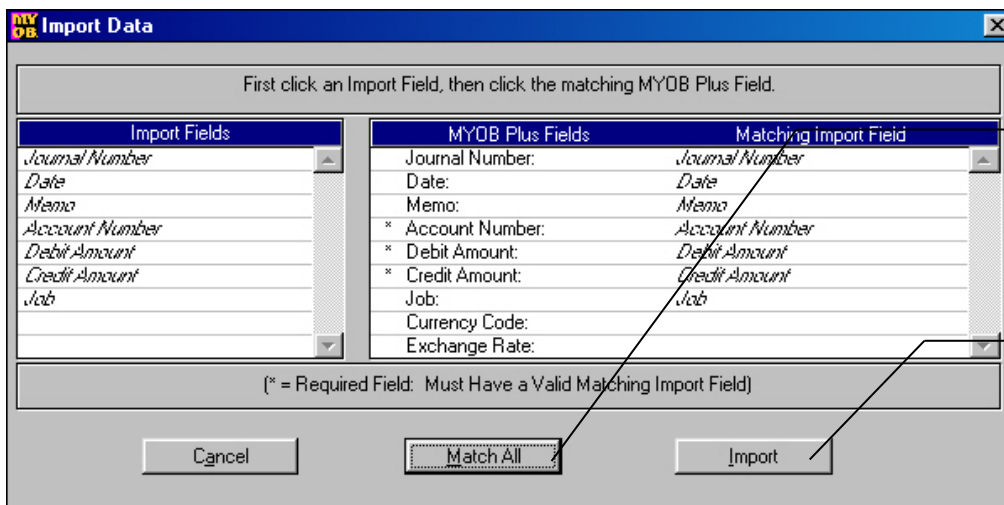 MY OB Import Data
First click an Import Field, then click the matching MYOB Plus Field.
Import Fields
Journal Number
Date
Memo
Account Number
Debit Amount
Credit Amount
Job
MYOB Plus Fields Matching Import Field
Journal Number: Journal Number
Date: Date
Memo: Memo
* Account Number: Account Number
* Debit Amount: Debit Amount
* Credit Amount: Credit Amount
Job: Job
Currency Code:
Exchange Rate:
(* = Required Field: Must Have a Valid Matching Import Field)
Cancel Match All Import